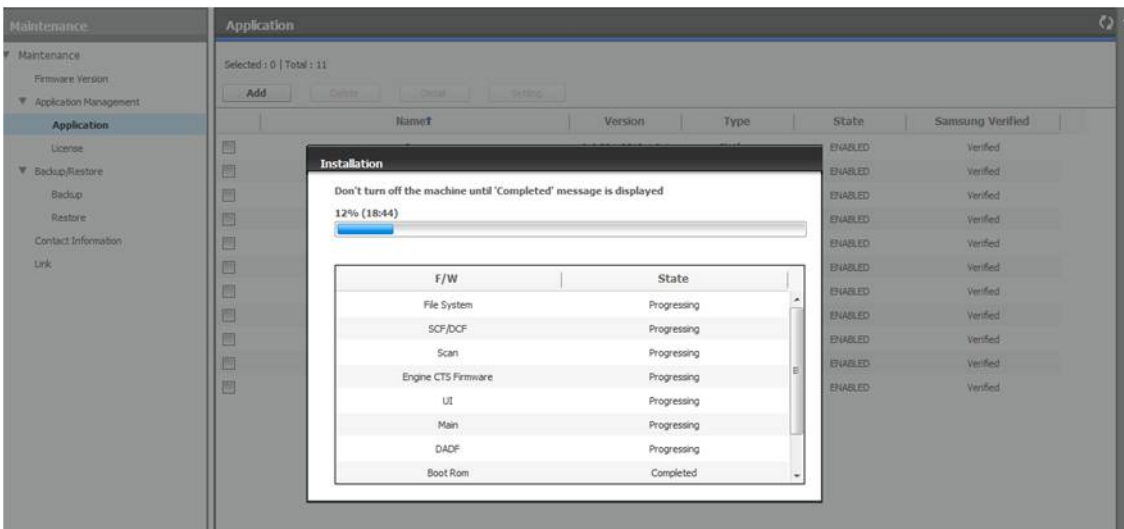 Maintenance
Application
Maintenance
Firmware Version
Application Management
Application
License
Backup/Restore
Backup
Restore
Contact Information
Link
Selected : 0 | Total : 11
Add Delete Detail Setting
Name Version Type State Samsung Verified
ENABLED Verified
ENABLED Verified
ENABLED Verified
ENABLED Verified
ENABLED Verified
ENABLED Verified
ENABLED Verified
ENABLED Verified
ENABLED Verified
ENABLED Verified
ENABLED Verified
Installation
Don't turn off the machine until 'Completed' message is displayed
12% (18:44)
F/W State
File System Progressing
SCF/DCF Progressing
Scan Progressing
Engine CTS Firmware Progressing
UI Progressing
Main Progressing
DADF Progressing
Boot Rom Completed